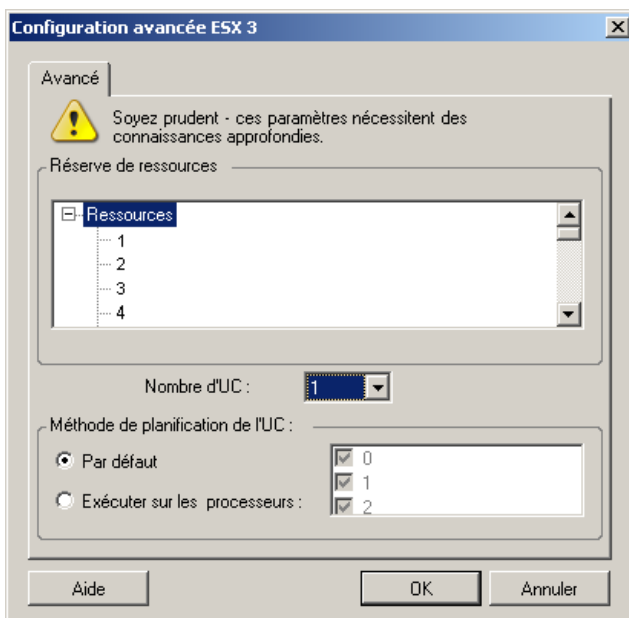 Configuration avancée ESX 3
Avancé
Soyez prudent - ces paramètres nécessitent des
connaissances approfondies.
Réserve de ressources
Ressources
1
2
3
4
Nombre d'UC :
1
Méthode de planification de l'UC :
Par défaut
0
1
Exécuter sur les processeurs :
2
Aide
OK
Annuler